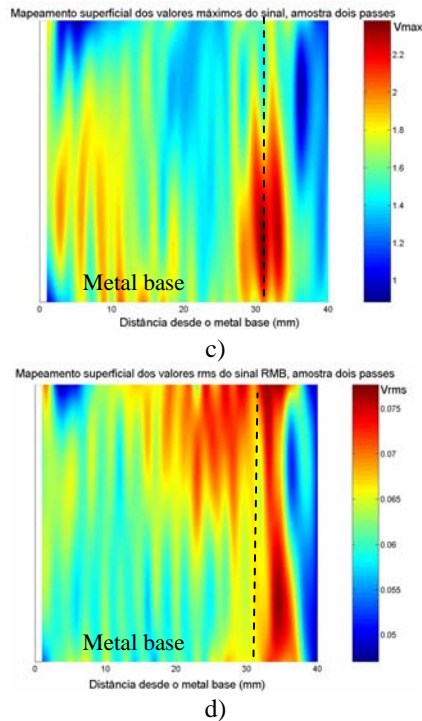 Mapeamento superficial dos valores máximos do sinal, amostra dois passes
Vmax
2.2
2
1.8
1.6
1.4
1.2
1
Metal base
0 10 20 30 40
Distância desde o metal base (mm)
c)
Mapeamento superficial dos valores rms do sinal RMB, amostra dois passes
Vrms
0.075
0.07
0.065
0.06
0.055
0.05
Metal base
0 10 20 30 40
Distância desde o metal base (mm)
d)